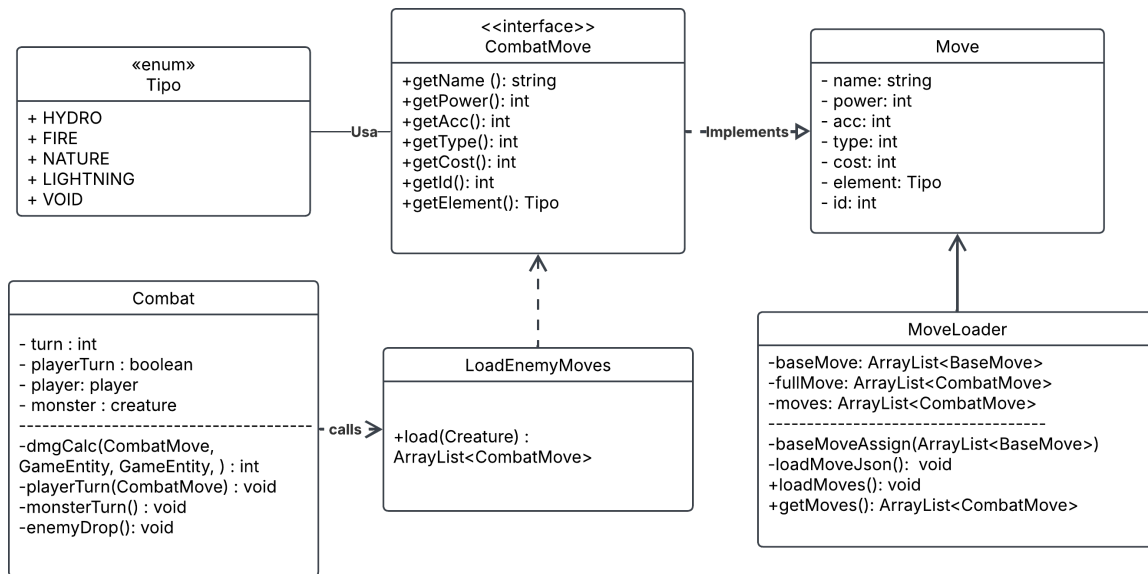 «enum»
Tipo
+ HYDRO
+ FIRE
+ NATURE
+ LIGHTNING
+ VOID
Usa
<<interface>>
CombatMove
+getName (): string
+getPower(): int
+getAcc(): int
+getType(): int
+getCost(): int
+getId(): int
+getElement(): Tipo
Implements
Move
- name: string
- power: int
- acc: int
- type: int
- cost: int
- element: Tipo
- id: int
Combat
- turn : int
- playerTurn : boolean
- player: player
- monster : creature
-dmgCalc(CombatMove,
GameEntity, GameEntity, ) : int
-playerTurn(CombatMove) : void
-monsterTurn() : void
-enemyDrop(): void
calls
LoadEnemyMoves
+load(Creature) :
ArrayList<CombatMove>
MoveLoader
-baseMove: ArrayList<BaseMove>
-fullMove: ArrayList<CombatMove>
-moves: ArrayList<CombatMove>
-baseMoveAssign(ArrayList<BaseMove>)
-loadMoveJson():  void
+loadMoves(): void
+getMoves(): ArrayList<CombatMove>